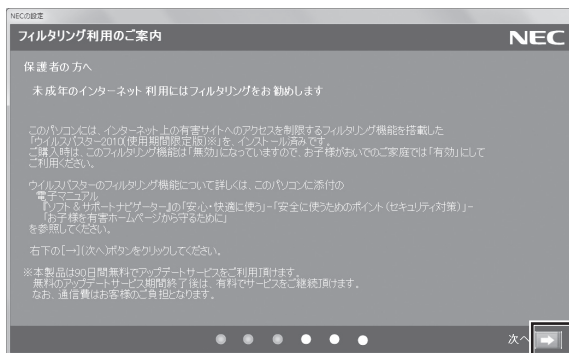 NECの設定
フィルタリング利用のご案内
NEC
保護者の方へ
未成年のインターネット利用にはフィルタリングをお勧めします
このパソコンには、インターネット上の有害サイトへのアクセスを制限するフィルタリング機能を搭載した
「ウイルスバスター2010(使用期間限定版)※」を、インストール済みです。
ご購入時は、このフィルタリング機能は「無効」になっていますので、お子様がおいでのご家庭では「有効」にして
ご利用ください。
ウイルスバスターのフィルタリング機能について詳しくは、このパソコンに添付の
電子マニュアル
『ソフト&サポートナビゲーター』の「安心・快適に使う」-「安全に使うためのポイント(セキュリティ対策)」-
「お子様を有害ホームページから守るために」
を参照してください。
右下の[→](次へ)ボタンをクリックしてください。
※本製品は90日間無料でアップデートサービスをご利用頂けます。
無料のアップデートサービス期間終了後は、有料でサービスをご継続頂けます。
なお、通信費はお客様のご負担となります。
次へ